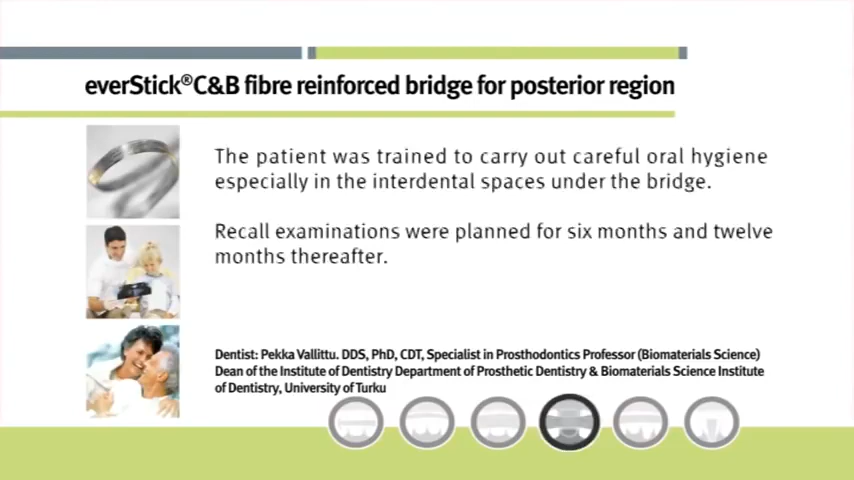 everStick®C&B fibre reinforced bridge for posterior region
The patient was trained to carry out careful oral hygiene
especially in the interdental spaces under the bridge.
Recall examinations were planned for six months and twelve
months thereafter.
Dentist: Pekka Vallittu. DDS, PhD, CDT, Specialist in Prosthodontics Professor (Biomaterials Science)
Dean of the Institute of Dentistry Department of Prosthetic Dentistry & Biomaterials Science Institute
of Dentistry, University of Turku